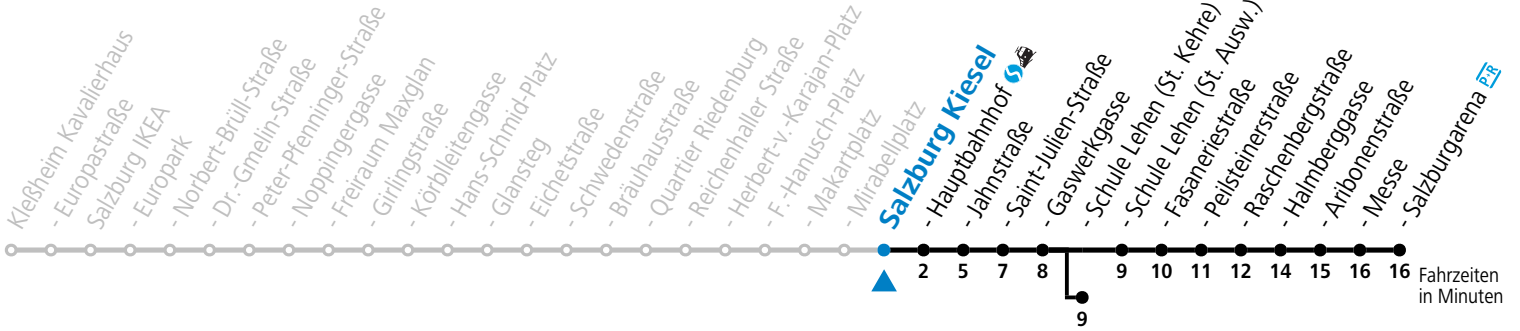 Kleßheim Kavalierhaus
- Europastraße
Salzburg IKEA
- Europark
- Norbert-Brüll-Straße
- Dr.-Gmelin-Straße
- Peter-Pfenninger-Straße
- Noppingergasse
- Freiraum Maxglan
- Girlingstraße
- Körblleitengasse
- Hans-Schmid-Platz
- Glansteg
- Eichetstraße
- Schwedenstraße
- Bräuhausstraße
- Quartier Riedenburg
- Reichenhaller Straße
- Herbert-v. Karajan-Platz
- F.-Hanusch-Platz
- Makartplatz
- Mirabellplatz
Salzburg Kiesel
- Hauptbahnhof
- Jahnstraße
- Saint-Julien-Straße
- Gaswerkgasse
- Schule Lehen (St. Kehre)
- Schule Lehen (St. Ausw.)
- Fasaneriestraße
- Peilsteinerstraße
- Raschenbergstraße
- Halmberggasse
- Aribonenstraße
- Messe
- Salzburgarena P+R
2 5 7 8 9 10 11 12 14 15 16 16 Fahrzeiten
in Minuten
9